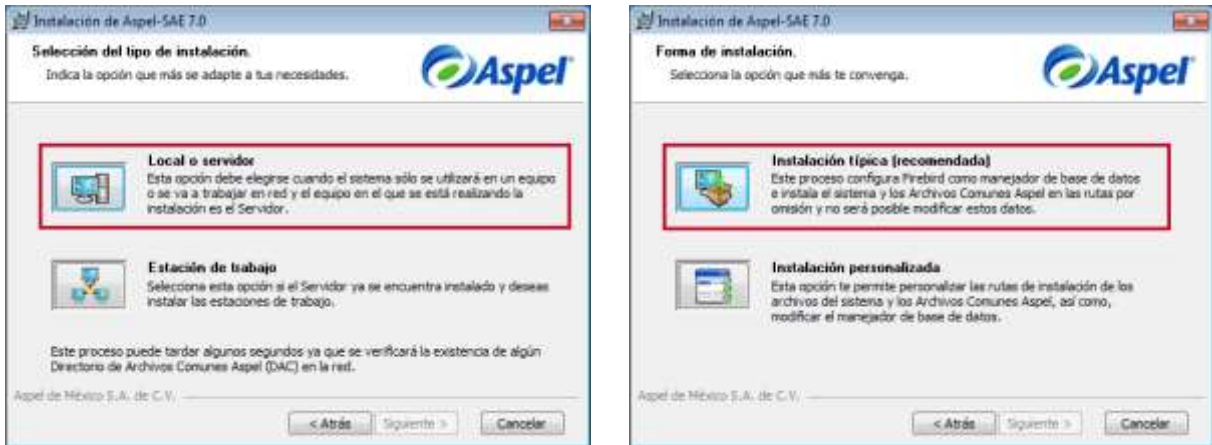 Instalación de Aspel-SAE 7.0
Selección del tipo de instalación.
Indica la opción que más se adapte a tus necesidades.
Aspel
Local o servidor
Esta opción debe elegirse cuando el sistema sólo se utilizará en un equipo
o se va a trabajar en red y el equipo en el que se está realizando la
instalación es el Servidor.
Estación de trabajo
Selecciona esta opción si el Servidor ya se encuentra instalado y deseas
instalar las estaciones de trabajo.
Este proceso puede tardar algunos segundos ya que se verificará la existencia de algún
Directorio de Archivos Comunes Aspel (DAC) en la red.
Aspel de México S.A. de C.V.
< Atrás
Siguiente >
Cancelar
Instalación de Aspel-SAE 7.0
Forma de instalación.
Selecciona la opción que más te convenga.
Aspel
Instalación típica (recomendada)
Este proceso configura Firebird como manejador de base de datos
e instala el sistema y los Archivos Comunes Aspel en las rutas por
omisión y no será posible modificar estos datos.
Instalación personalizada
Esta opción te permite personalizar las rutas de instalación de los
archivos del sistema y los Archivos Comunes Aspel, así como,
modificar el manejador de base de datos.
Aspel de México S.A. de C.V.
< Atrás
Siguiente >
Cancelar